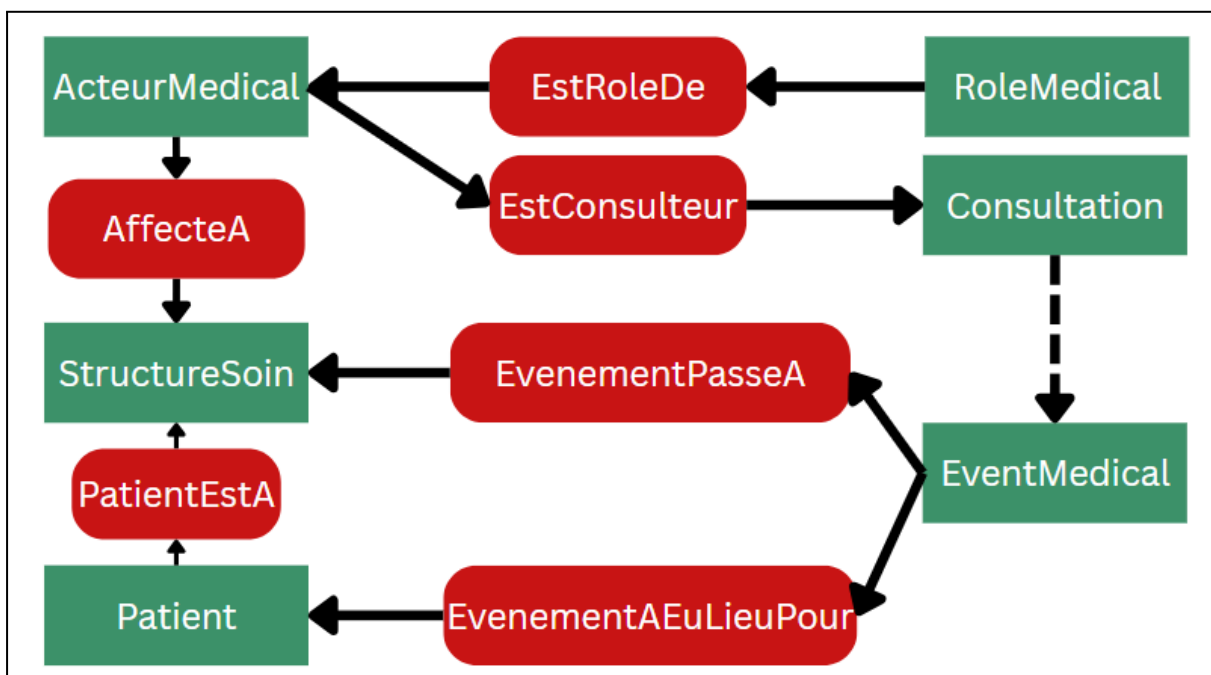 ActeurMedical
EstRoleDe
RoleMedical
EstConsulteur
Consultation
AffecteA
StructureSoin
EvenementPasseA
EventMedical
PatientEstA
Patient
EvenementAEuLieuPour